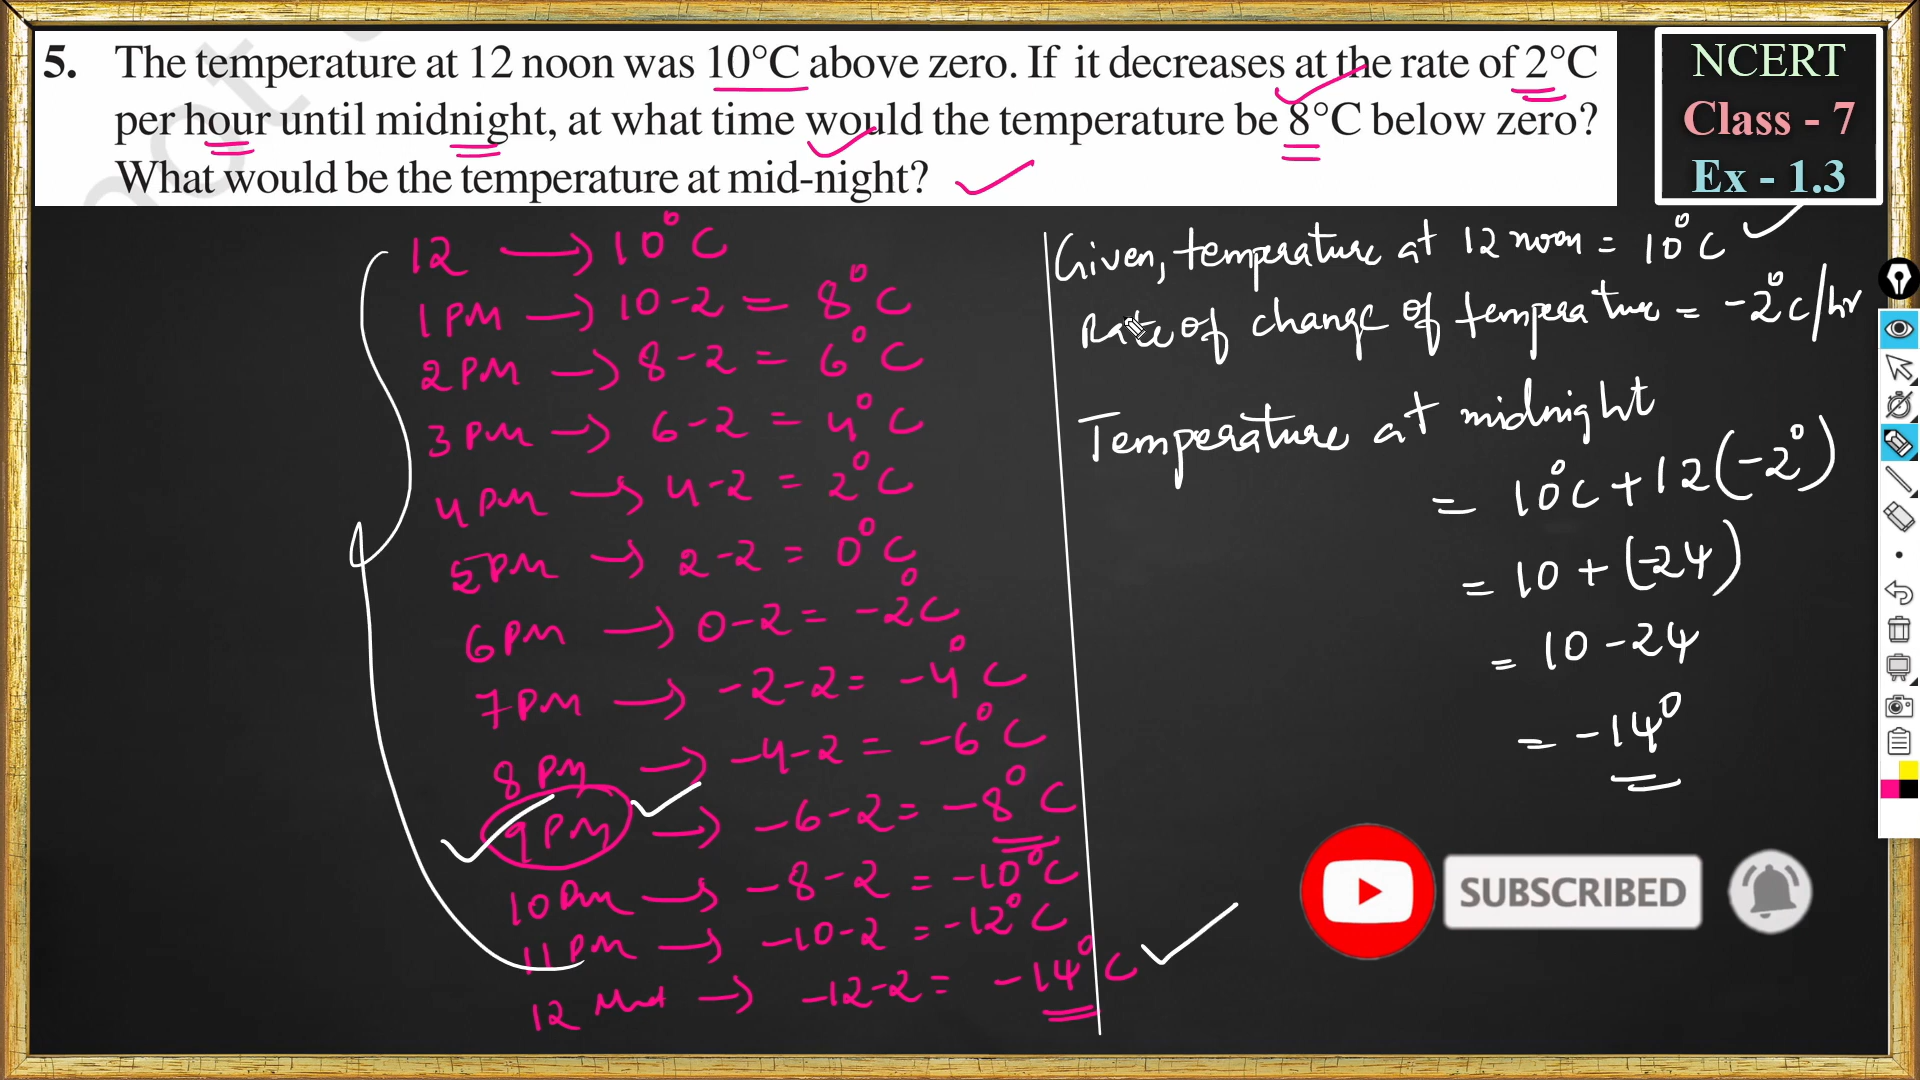 5. The temperature at 12 noon was 10°C above zero. If it decreases at the rate of 2°C
per hour until midnight, at what time would the temperature be 8°C below zero?
What would be the temperature at mid-night?
NCERT
Class - 7
Ex - 1.3
12 → 10°C
1 PM → 10-2 = 8°C
2 PM → 8-2 = 6°C
3 PM → 6-2 = 4°C
4 PM → 4-2 = 2°C
5 PM → 2-2 = 0°C
6 PM → 0-2 = -2°C
7 PM → -2-2 = -4°C
8 PM → -4-2 = -6°C
9 PM → -6-2 = -8°C
10 PM → -8-2 = -10°C
11 PM → -10-2 = -12°C
12 → -12-2 = -14°C
Given, temperature at 12 noon = 10°C
Rate of change of temperature = -2°C/hr
Temperature at midnight
= 10°C + 12(-2°)
= 10 + (-24)
= 10 - 24
= -14°
SUBSCRIBED